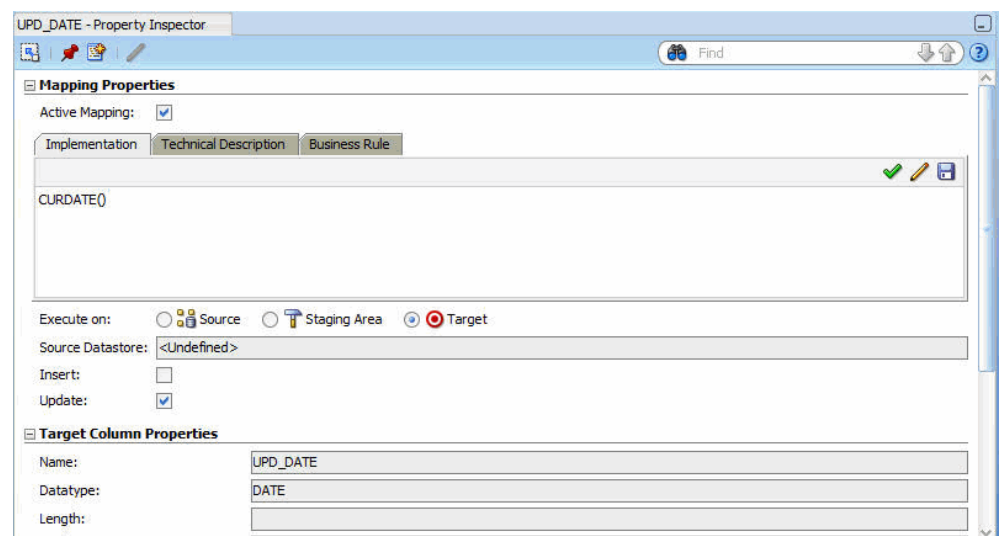 UPD_DATE - Property Inspector
Find
Mapping Properties
Active Mapping:
Implementation Technical Description Business Rule
CURDATE()
Execute on: Source Staging Area Target
Source Datastore: <Undefined>
Insert:
Update:
Target Column Properties
Name: UPD_DATE
Datatype: DATE
Length: